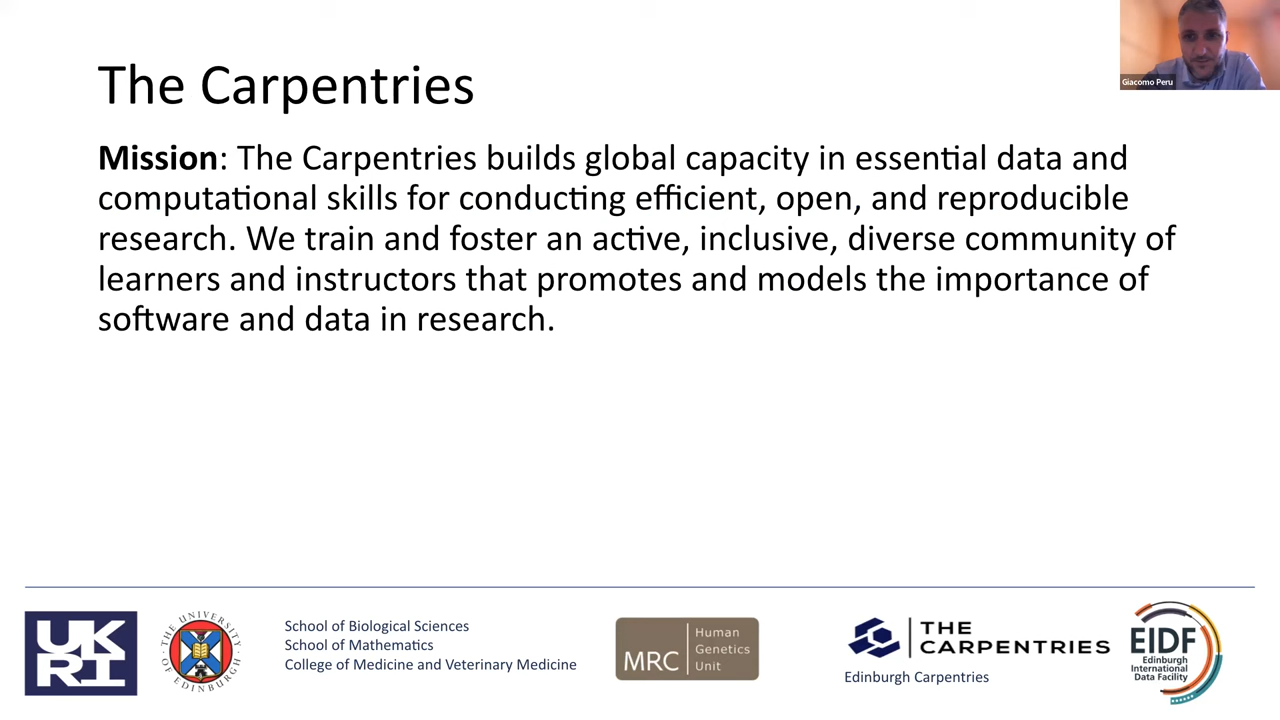 The Carpentries
Giacomo Peru
Mission: The Carpentries builds global capacity in essential data and
computational skills for conducting efficient, open, and reproducible
research. We train and foster an active, inclusive, diverse community of
learners and instructors that promotes and models the importance of
software and data in research.
UK
RI
THE UNIVERSITY OF EDINBURGH
School of Biological Sciences
School of Mathematics
College of Medicine and Veterinary Medicine
MRC
Human
Genetics
Unit
THE
CARPENTRIES
Edinburgh Carpentries
EIDF
Edinburgh
International
Data Facility